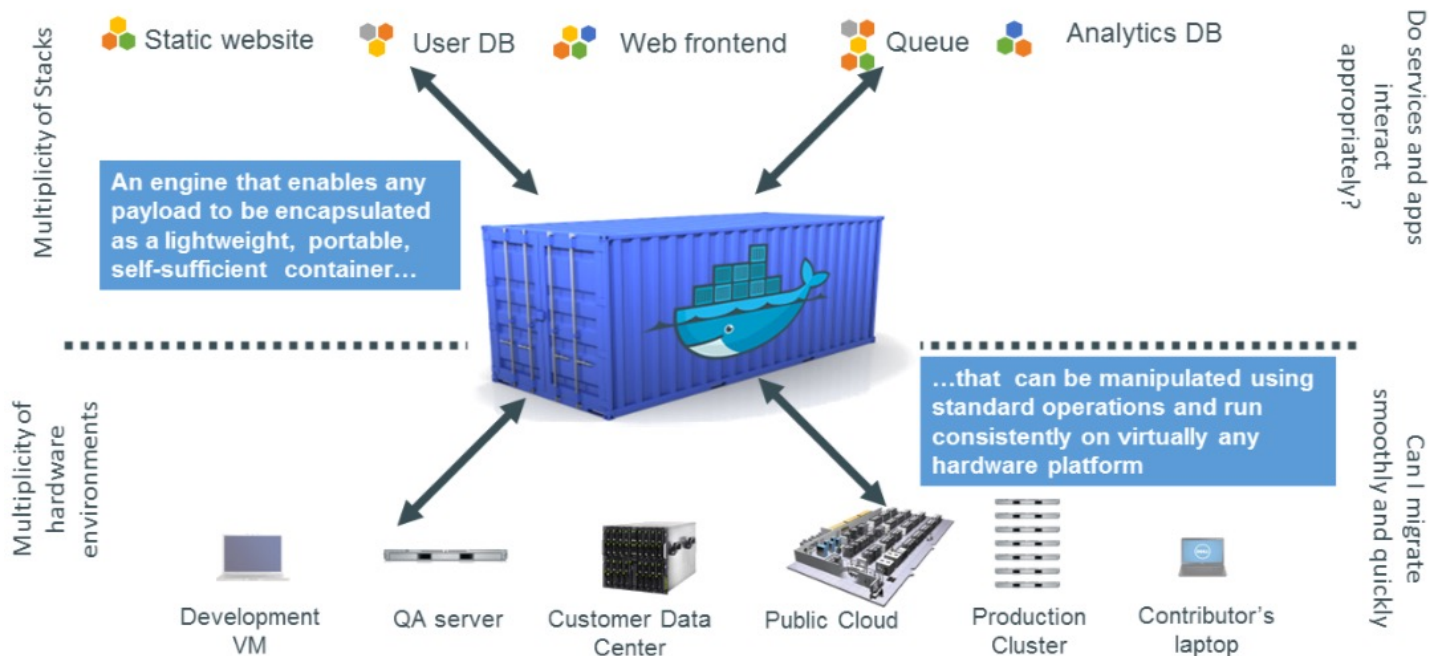 Static website
User DB
Web frontend
Queue
Analytics DB
Multiplicity of Stacks
Do services and apps
interact
appropriately?
An engine that enables any
payload to be encapsulated
as a lightweight, portable,
self-sufficient container…
…that can be manipulated using
standard operations and run
consistently on virtually any
hardware platform
Multiplicity of
hardware
environments
Can I migrate
smoothly and quickly
Development
VM
QA server
Customer Data
Center
Public Cloud
Production
Cluster
Contributor’s
laptop
DELL